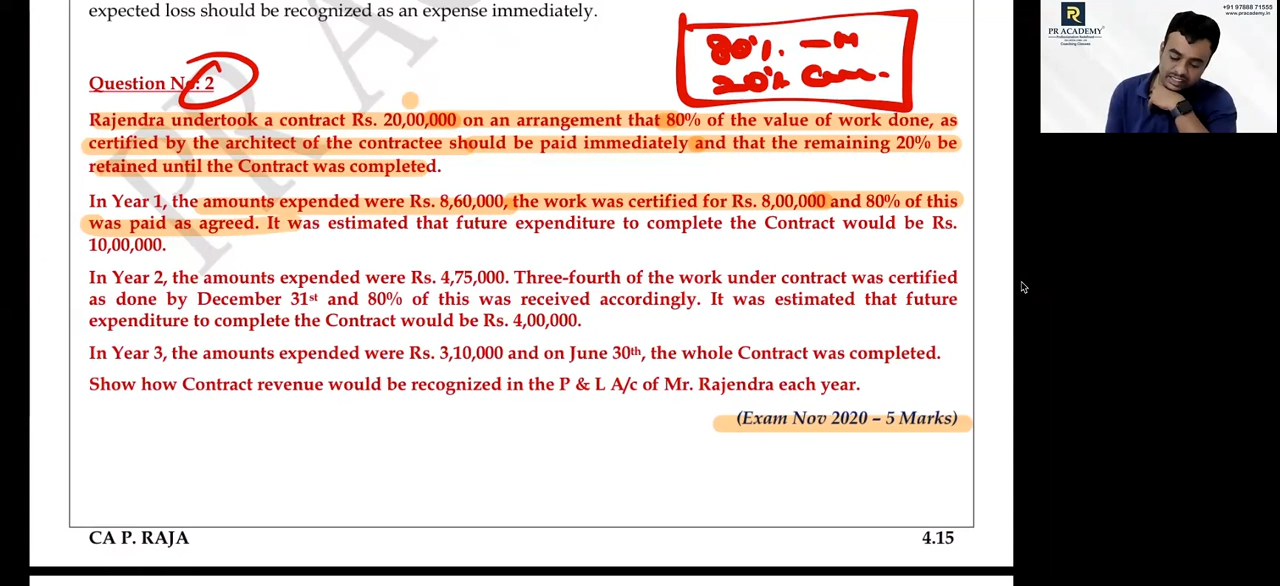 expected loss should be recognized as an expense immediately.
80% - M
20%
+91 97888 71555
www.pracademy.in
PR ACADEMY
Coaching Classes
Question No: 2
Rajendra undertook a contract Rs. 20,00,000 on an arrangement that 80% of the value of work done, as
certified by the architect of the contractee should be paid immediately and that the remaining 20% be
retained until the Contract was completed.
In Year 1, the amounts expended were Rs. 8,60,000, the work was certified for Rs. 8,00,000 and 80% of this
was paid as agreed. It was estimated that future expenditure to complete the Contract would be Rs.
10,00,000.
In Year 2, the amounts expended were Rs. 4,75,000. Three-fourth of the work under contract was certified
as done by December 31st and 80% of this was received accordingly. It was estimated that future
expenditure to complete the Contract would be Rs. 4,00,000.
In Year 3, the amounts expended were Rs. 3,10,000 and on June 30th, the whole Contract was completed.
Show how Contract revenue would be recognized in the P & L A/c of Mr. Rajendra each year.
(Exam Nov 2020 – 5 Marks)
CA P. RAJA
4.15